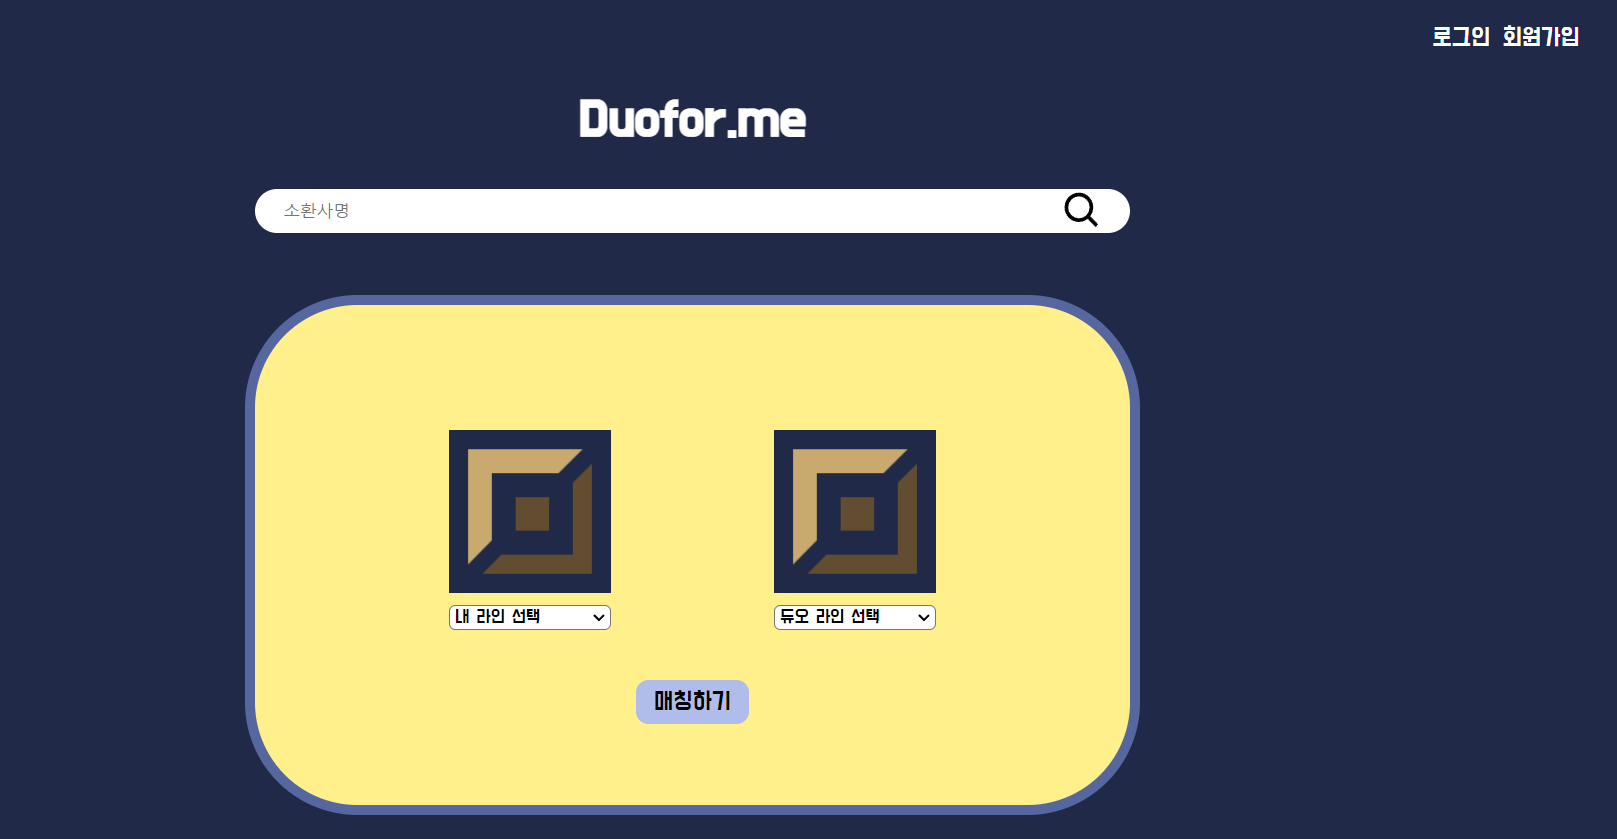 로그인 회원가입
Duofor.me
소환사명
내 라인 선택
듀오 라인 선택
매칭하기